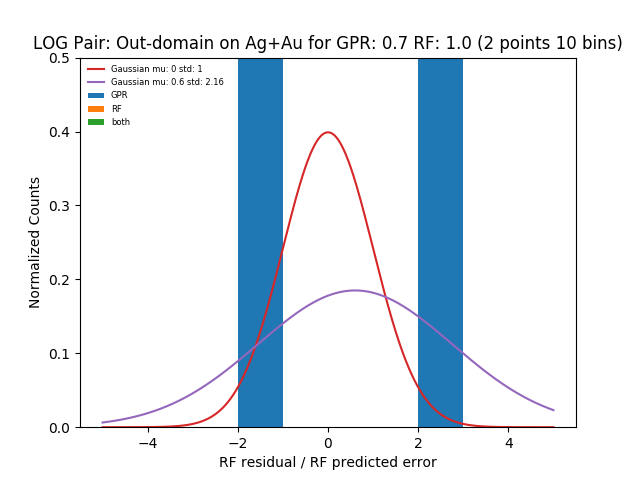 LOG Pair: Out-domain on Ag+Au for GPR: 0.7 RF: 1.0 (2 points 10 bins)
0.5
Gaussian mu: 0 std: 1
Gaussian mu: 0.6 std: 2.16
GPR
RF
both
0.4
0.3
0.2
0.1
0.0
Normalized Counts
−4
−2
0
2
4
RF residual / RF predicted error